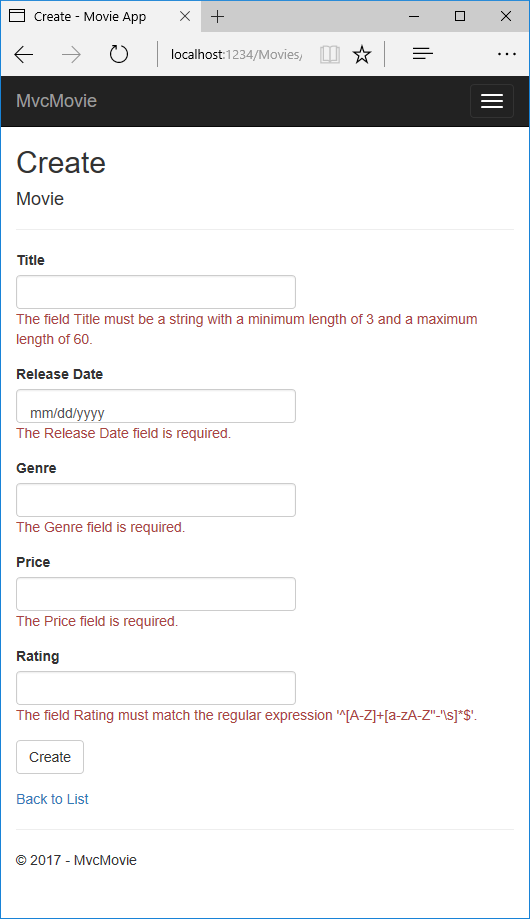 Create - Movie App
localhost:1234/Movies/
MvcMovie
Create
Movie
Title
The field Title must be a string with a minimum length of 3 and a maximum
length of 60.
Release Date
mm/dd/yyyy
The Release Date field is required.
Genre
The Genre field is required.
Price
The Price field is required.
Rating
The field Rating must match the regular expression '^[A-Z]+[a-zA-Z''-'\s]*$'.
Create
Back to List
© 2017 - MvcMovie